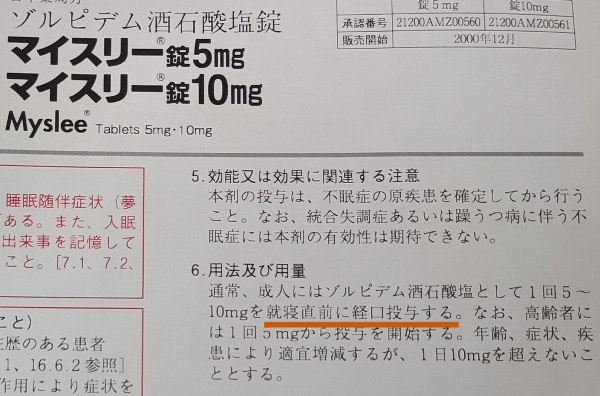 ゾルピデム酒石酸塩錠
マイスリー®錠5mg
マイスリー®錠10mg
Myslee® Tablets 5mg・10mg
錠5mg 錠10mg
承認番号 21200AMZ00560 21200AMZ00561
販売開始 2000年12月
睡眠随伴症状（夢
ある。また、入眠
出来事を記憶して
こと。[7.1、7.2、
こと）
歴のある患者
.1、16.6.2参照]
作用により症状を
5.効能又は効果に関連する注意
本剤の投与は、不眠症の原疾患を確定してから行う
こと。なお、統合失調症あるいは躁うつ病に伴う不
眠症には本剤の有効性は期待できない。
6.用法及び用量
通常、成人にはゾルピデム酒石酸塩として1回5～
10mgを就寝直前に経口投与する。なお、高齢者に
は1回5mgから投与を開始する。年齢、症状、疾
患により適宜増減するが、1日10mgを超えないこ
ととする。